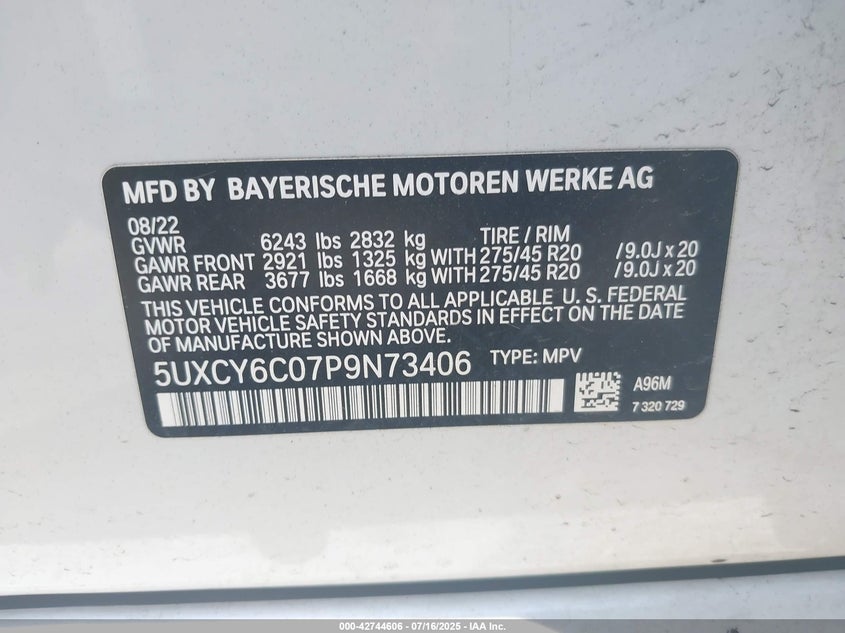 MFD BY BAYERISCHE MOTOREN WERKE AG
08/22
GVWR 6243 lbs 2832 kg TIRE / RIM
GAWR FRONT 2921 lbs 1325 kg WITH 275/45 R20 / 9.0J x 20
GAWR REAR 3677 lbs 1668 kg WITH 275/45 R20 / 9.0J x 20
THIS VEHICLE CONFORMS TO ALL APPLICABLE U. S. FEDERAL
MOTOR VEHICLE SAFETY STANDARDS IN EFFECT ON THE DATE
OF MANUFACTURE SHOWN ABOVE.
5UXCY6C07P9N73406 TYPE: MPV
A96M
7 320 729
000-42744606 - 07/16/2025 - IAA Inc.